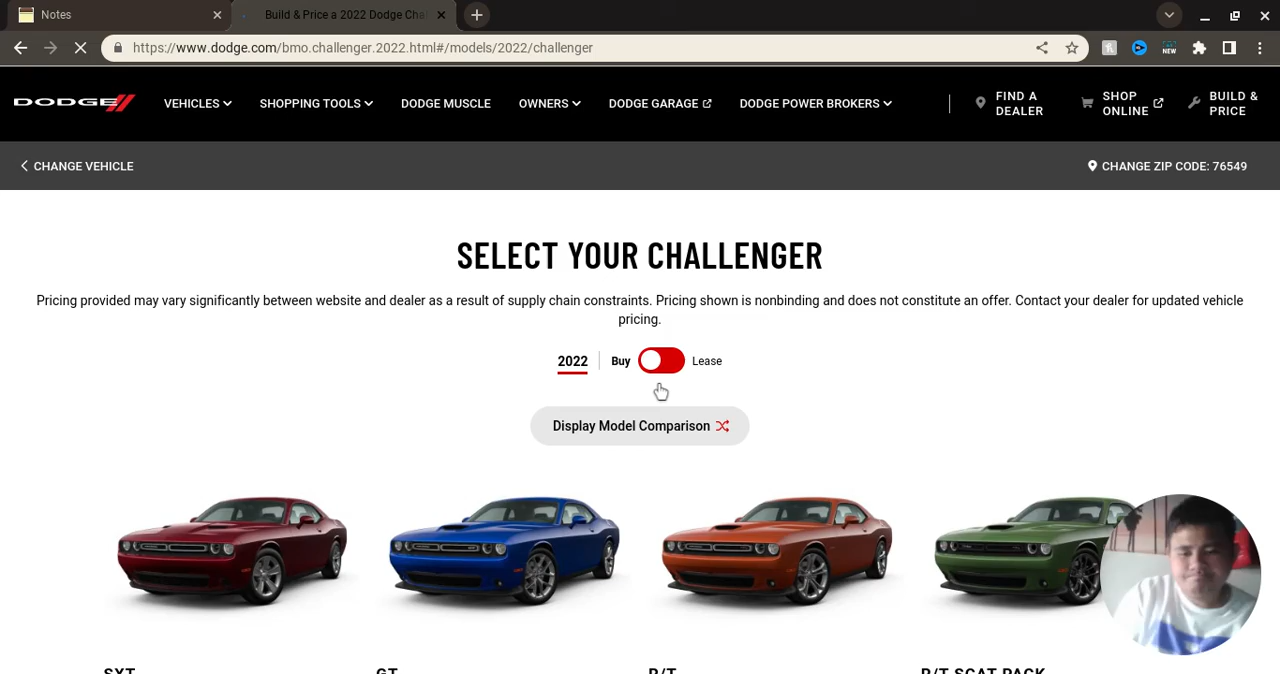 Notes
Build & Price a 2022 Dodge Cha
https://www.dodge.com/bmo.challenger.2022.html#/models/2022/challenger
NEW
DODGE
VEHICLES
SHOPPING TOOLS
DODGE MUSCLE
OWNERS
DODGE GARAGE
DODGE POWER BROKERS
FIND A
DEALER
SHOP
ONLINE
BUILD &
PRICE
CHANGE VEHICLE
CHANGE ZIP CODE: 76549
SELECT YOUR CHALLENGER
Pricing provided may vary significantly between website and dealer as a result of supply chain constraints. Pricing shown is nonbinding and does not constitute an offer. Contact your dealer for updated vehicle
pricing.
2022 Buy Lease
Display Model Comparison
SXT GT R/T R/T SCAT PACK